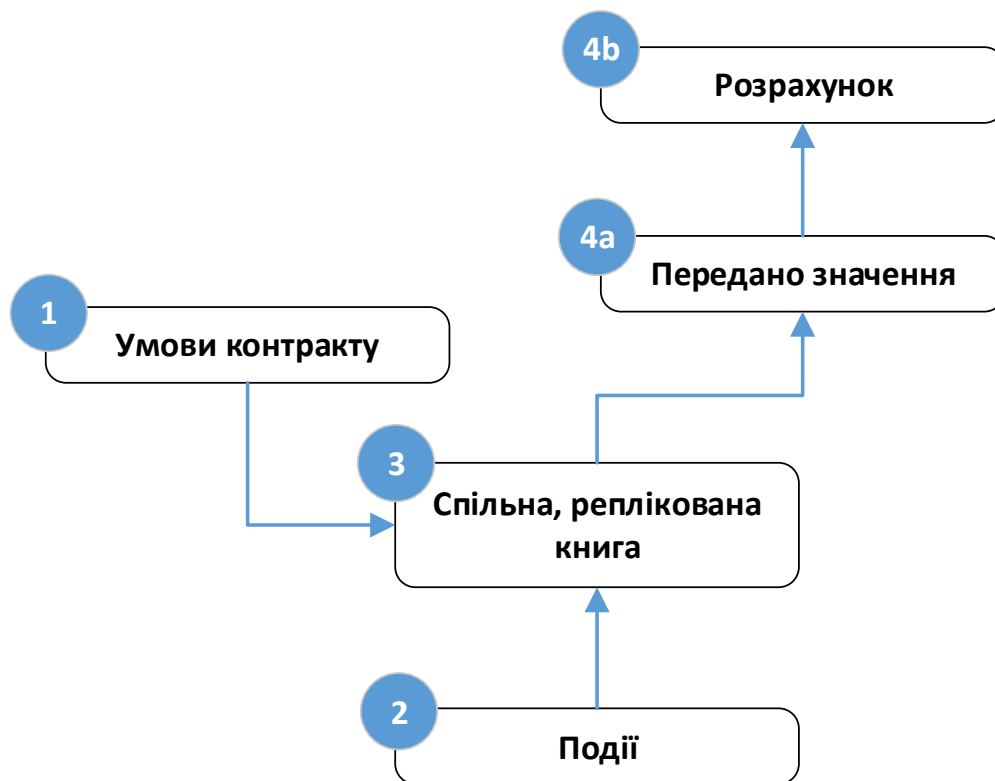 4b
Розрахунок
4a
Передано значення
1
Умови контракту
3
Спільна, реплікована
книга
2
Події